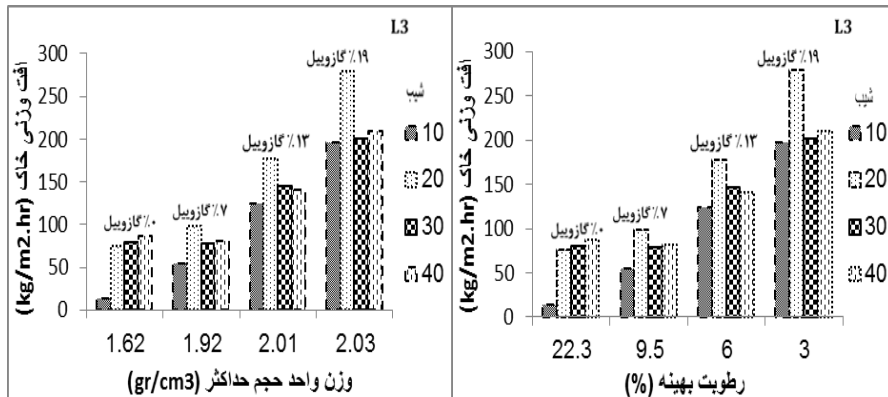 L3
افت وزنی خاک (kg/m2.hr)
300
250
200
150
100
50
0
٪۰ گازوییل
٪۷ گازوییل
٪۱۳ گازوییل
٪۱۹ گازوییل
شیب
10
20
30
40
1.62 1.92 2.01 2.03
وزن واحد حجم حداکثر (gr/cm3)
L3
افت وزنی خاک (kg/m2.hr)
300
250
200
150
100
50
0
٪۰ گازوییل
٪۷ گازوییل
٪۱۳ گازوییل
٪۱۹ گازوییل
شیب
10
20
30
40
22.3 9.5 6 3
رطوبت بهینه (%)